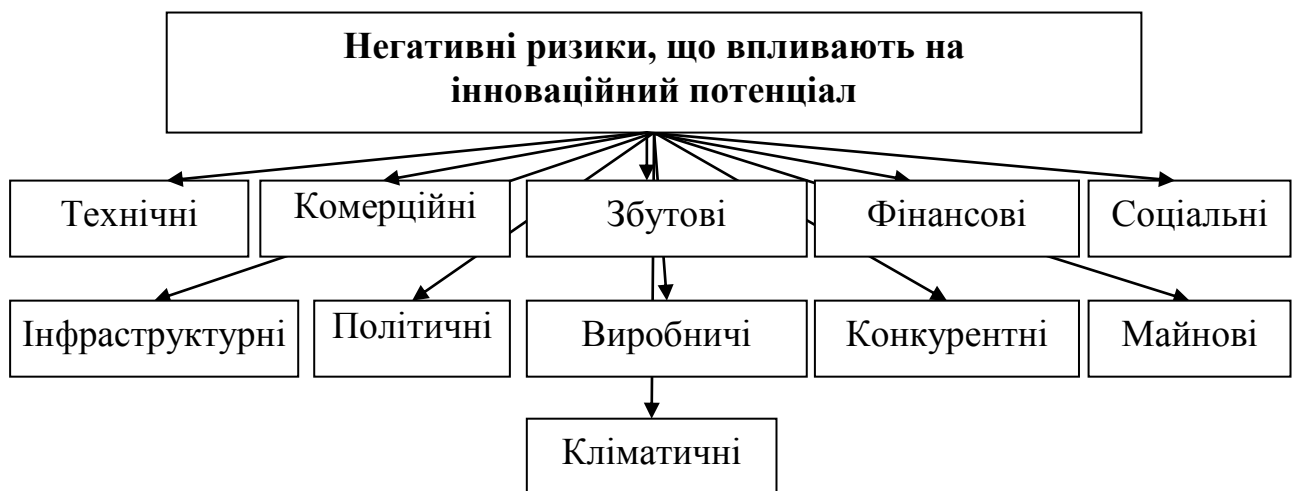 Негативні ризики, що впливають на
інноваційний потенціал
Технічні
Комерційні
Збутові
Фінансові
Соціальні
Інфраструктурні
Політичні
Виробничі
Конкурентні
Майнові
Кліматичні